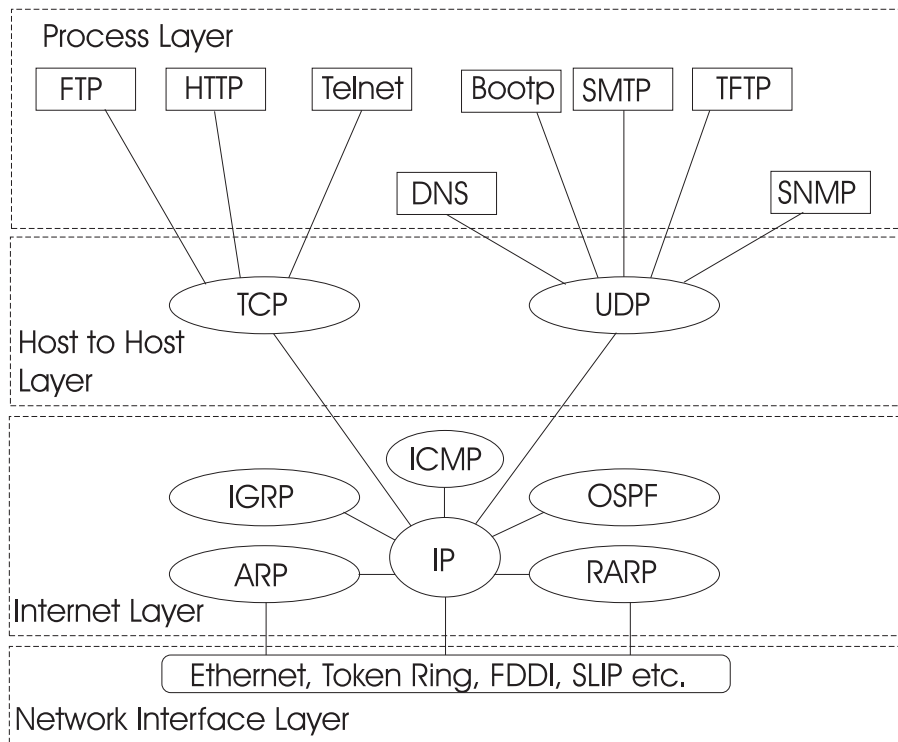 Process Layer
FTP
HTTP
Telnet
Bootp
SMTP
TFTP
DNS
SNMP
TCP
UDP
Host to Host
Layer
ICMP
IGRP
OSPF
IP
ARP
RARP
Internet Layer
Ethernet, Token Ring, FDDI, SLIP etc.
Network Interface Layer